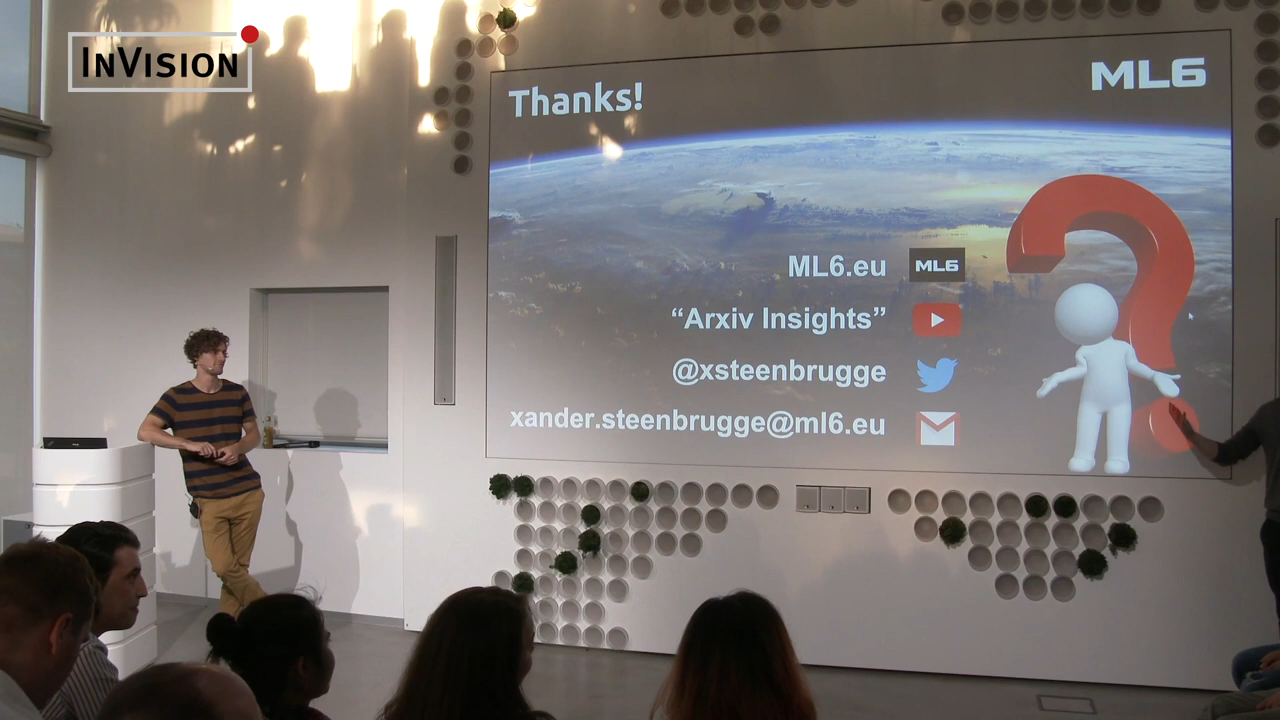 InVision
Thanks!
ML6
ML6.eu
ML6
“Arxiv Insights”
@xsteenbrugge
xander.steenbrugge@ml6.eu